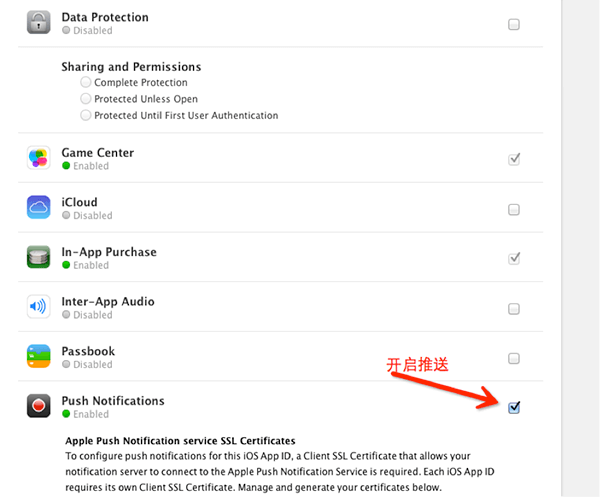 Data Protection
Disabled
Sharing and Permissions
Complete Protection
Protected Unless Open
Protected Until First User Authentication
Game Center
Enabled
iCloud
Disabled
In-App Purchase
Enabled
Inter-App Audio
Disabled
Passbook
Disabled
开启推送
Push Notifications
Enabled
Apple Push Notification service SSL Certificates
To configure push notifications for this iOS App ID, a Client SSL Certificate that allows your
notification server to connect to the Apple Push Notification Service is required. Each iOS App ID
requires its own Client SSL Certificate. Manage and generate your certificates below.